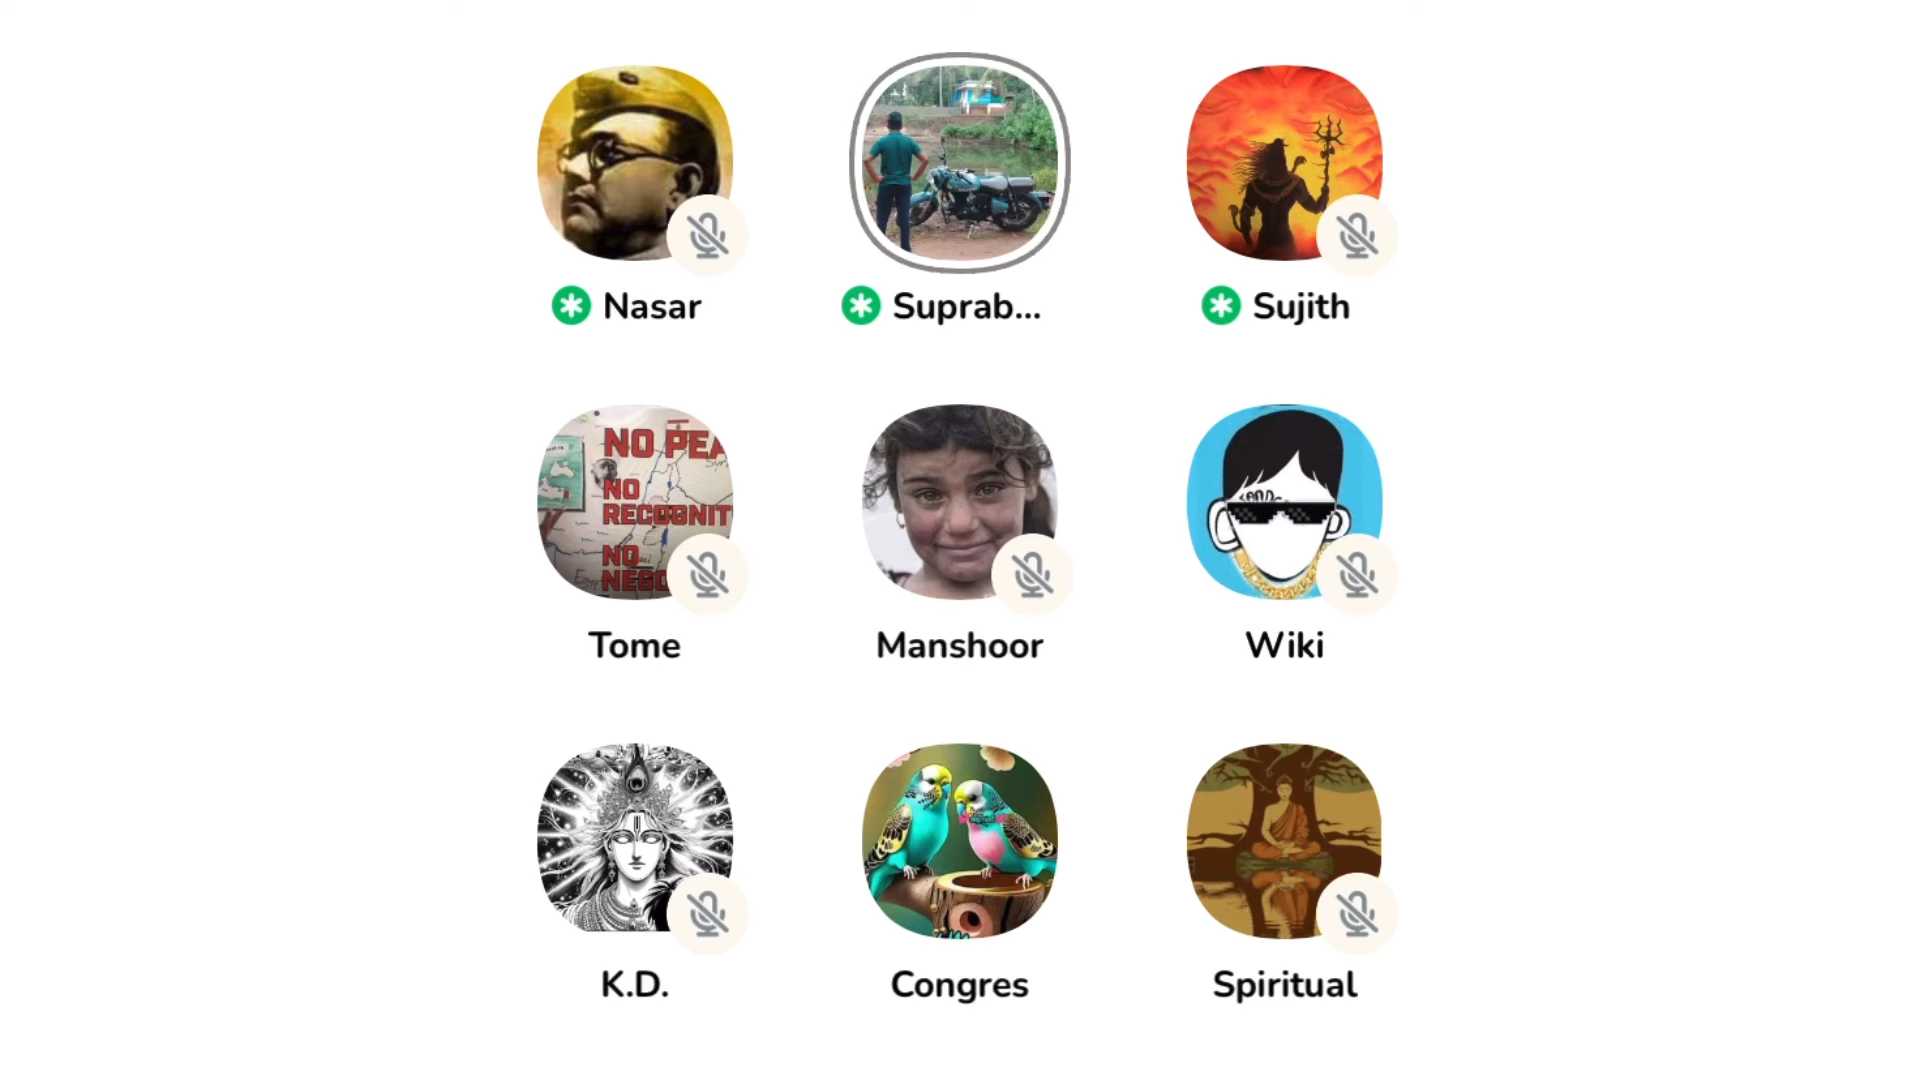 Nasar
Suprab...
Sujith
NO PEA
NO
RECOGNIT
NO
NEGO
Tome
Manshoor
Wiki
K.D.
Congres
Spiritual